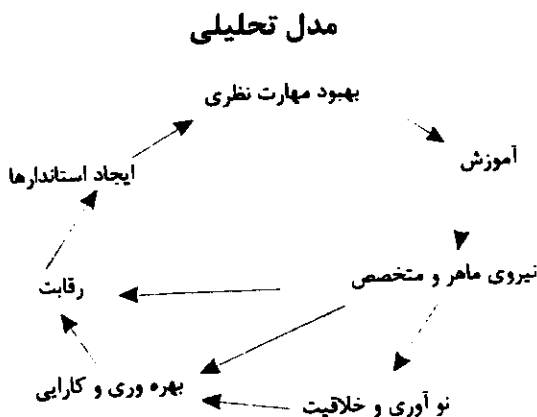 مدل تحلیلی
بهبود مهارت نظری
آموزش
ایجاد استاندارها
نیروی ماهر و متخصص
رقابت
بهره وری و کارایی
نو آوری و خلاقیت